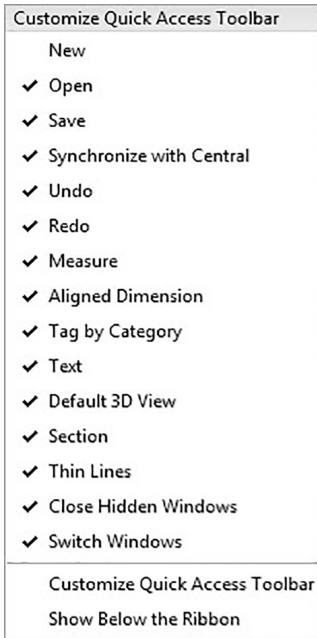 Customize Quick Access Toolbar
New
Open
Save
Synchronize with Central
Undo
Redo
Measure
Aligned Dimension
Tag by Category
Text
Default 3D View
Section
Thin Lines
Close Hidden Windows
Switch Windows
Customize Quick Access Toolbar
Show Below the Ribbon